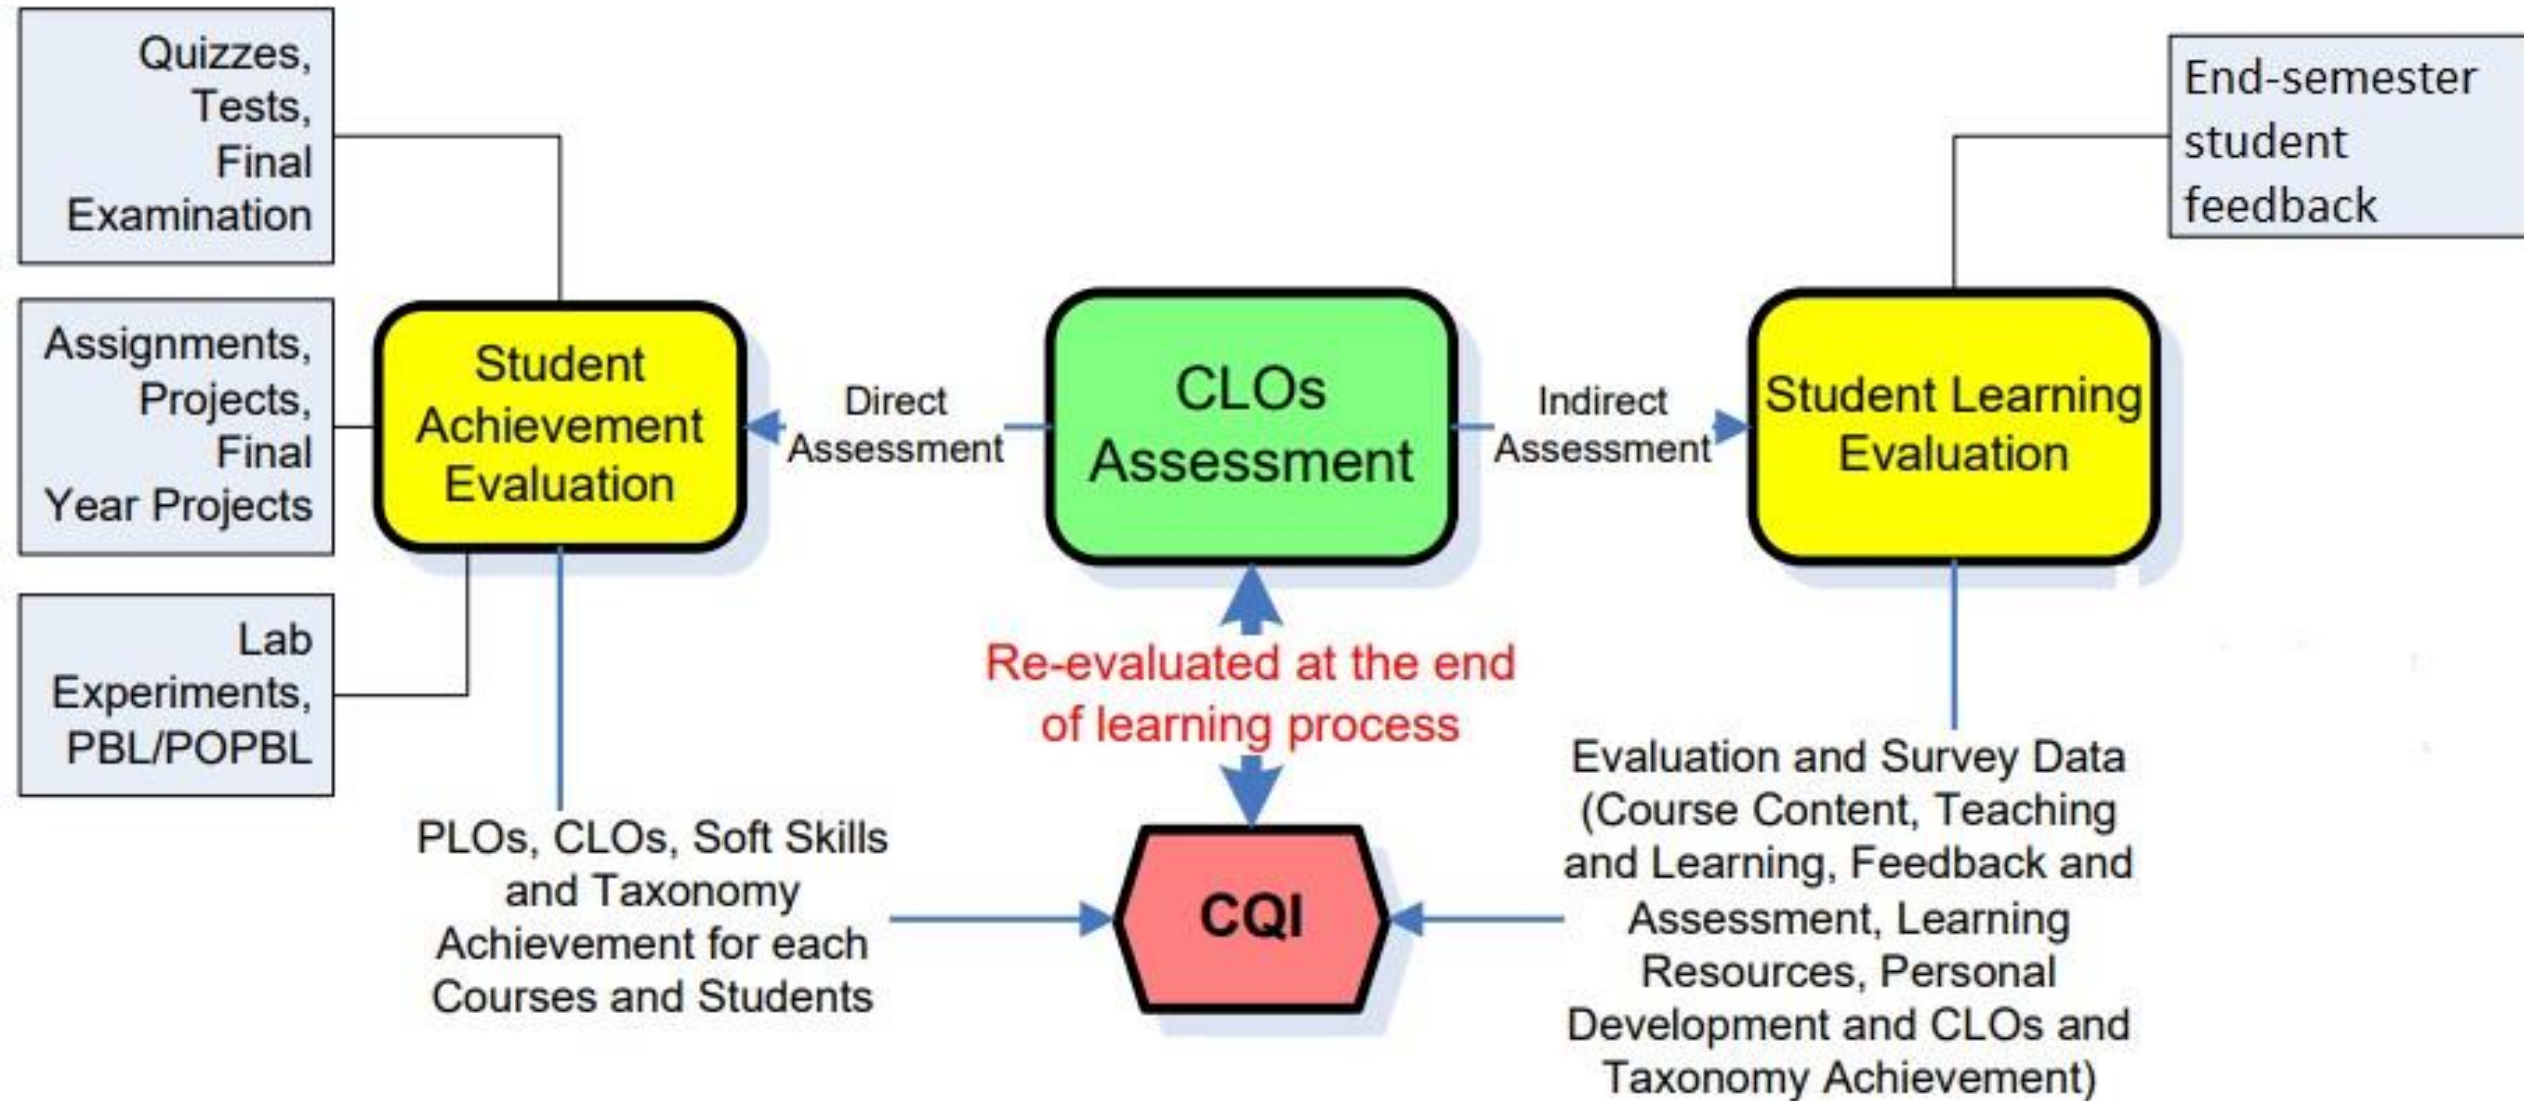 Quizzes,
Tests,
Final
Examination
Assignments,
Projects,
Final
Year Projects
Lab
Experiments,
PBL/POPBL
Student
Achievement
Evaluation
Direct
Assessment
CLOs
Assessment
Indirect
Assessment
Student Learning
Evaluation
End-semester
student
feedback
Re-evaluated at the end
of learning process
PLOs, CLOs, Soft Skills
and Taxonomy
Achievement for each
Courses and Students
CQI
Evaluation and Survey Data
(Course Content, Teaching
and Learning, Feedback and
Assessment, Learning
Resources, Personal
Development and CLOs and
Taxonomy Achievement)